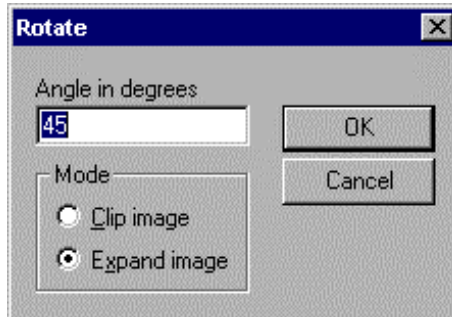 Rotate
Angle in degrees
45
OK
Mode
Cancel
Clip image
Expand image